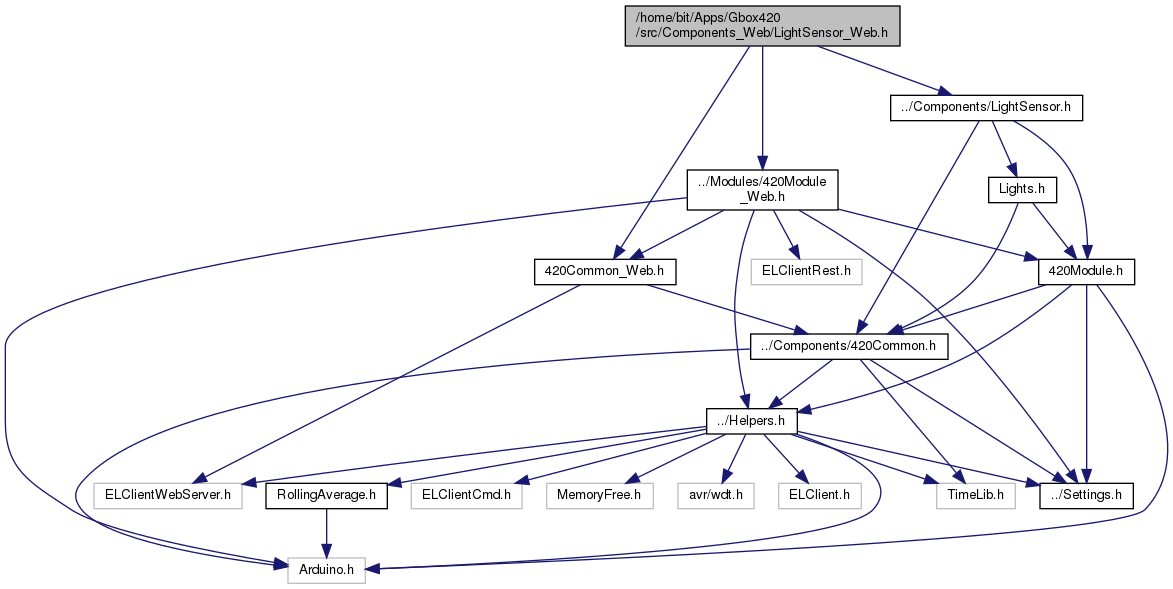 /home/bit/Apps/Gbox420
/src/Components_Web/LightSensor_Web.h
../Components/LightSensor.h
../Modules/420Module
_Web.h
Lights.h
420Common_Web.h
ELClientRest.h
420Module.h
../Components/420Common.h
../Helpers.h
ELClientWebServer.h
RollingAverage.h
ELClientCmd.h
MemoryFree.h
avr/wdt.h
ELClient.h
TimeLib.h
../Settings.h
Arduino.h